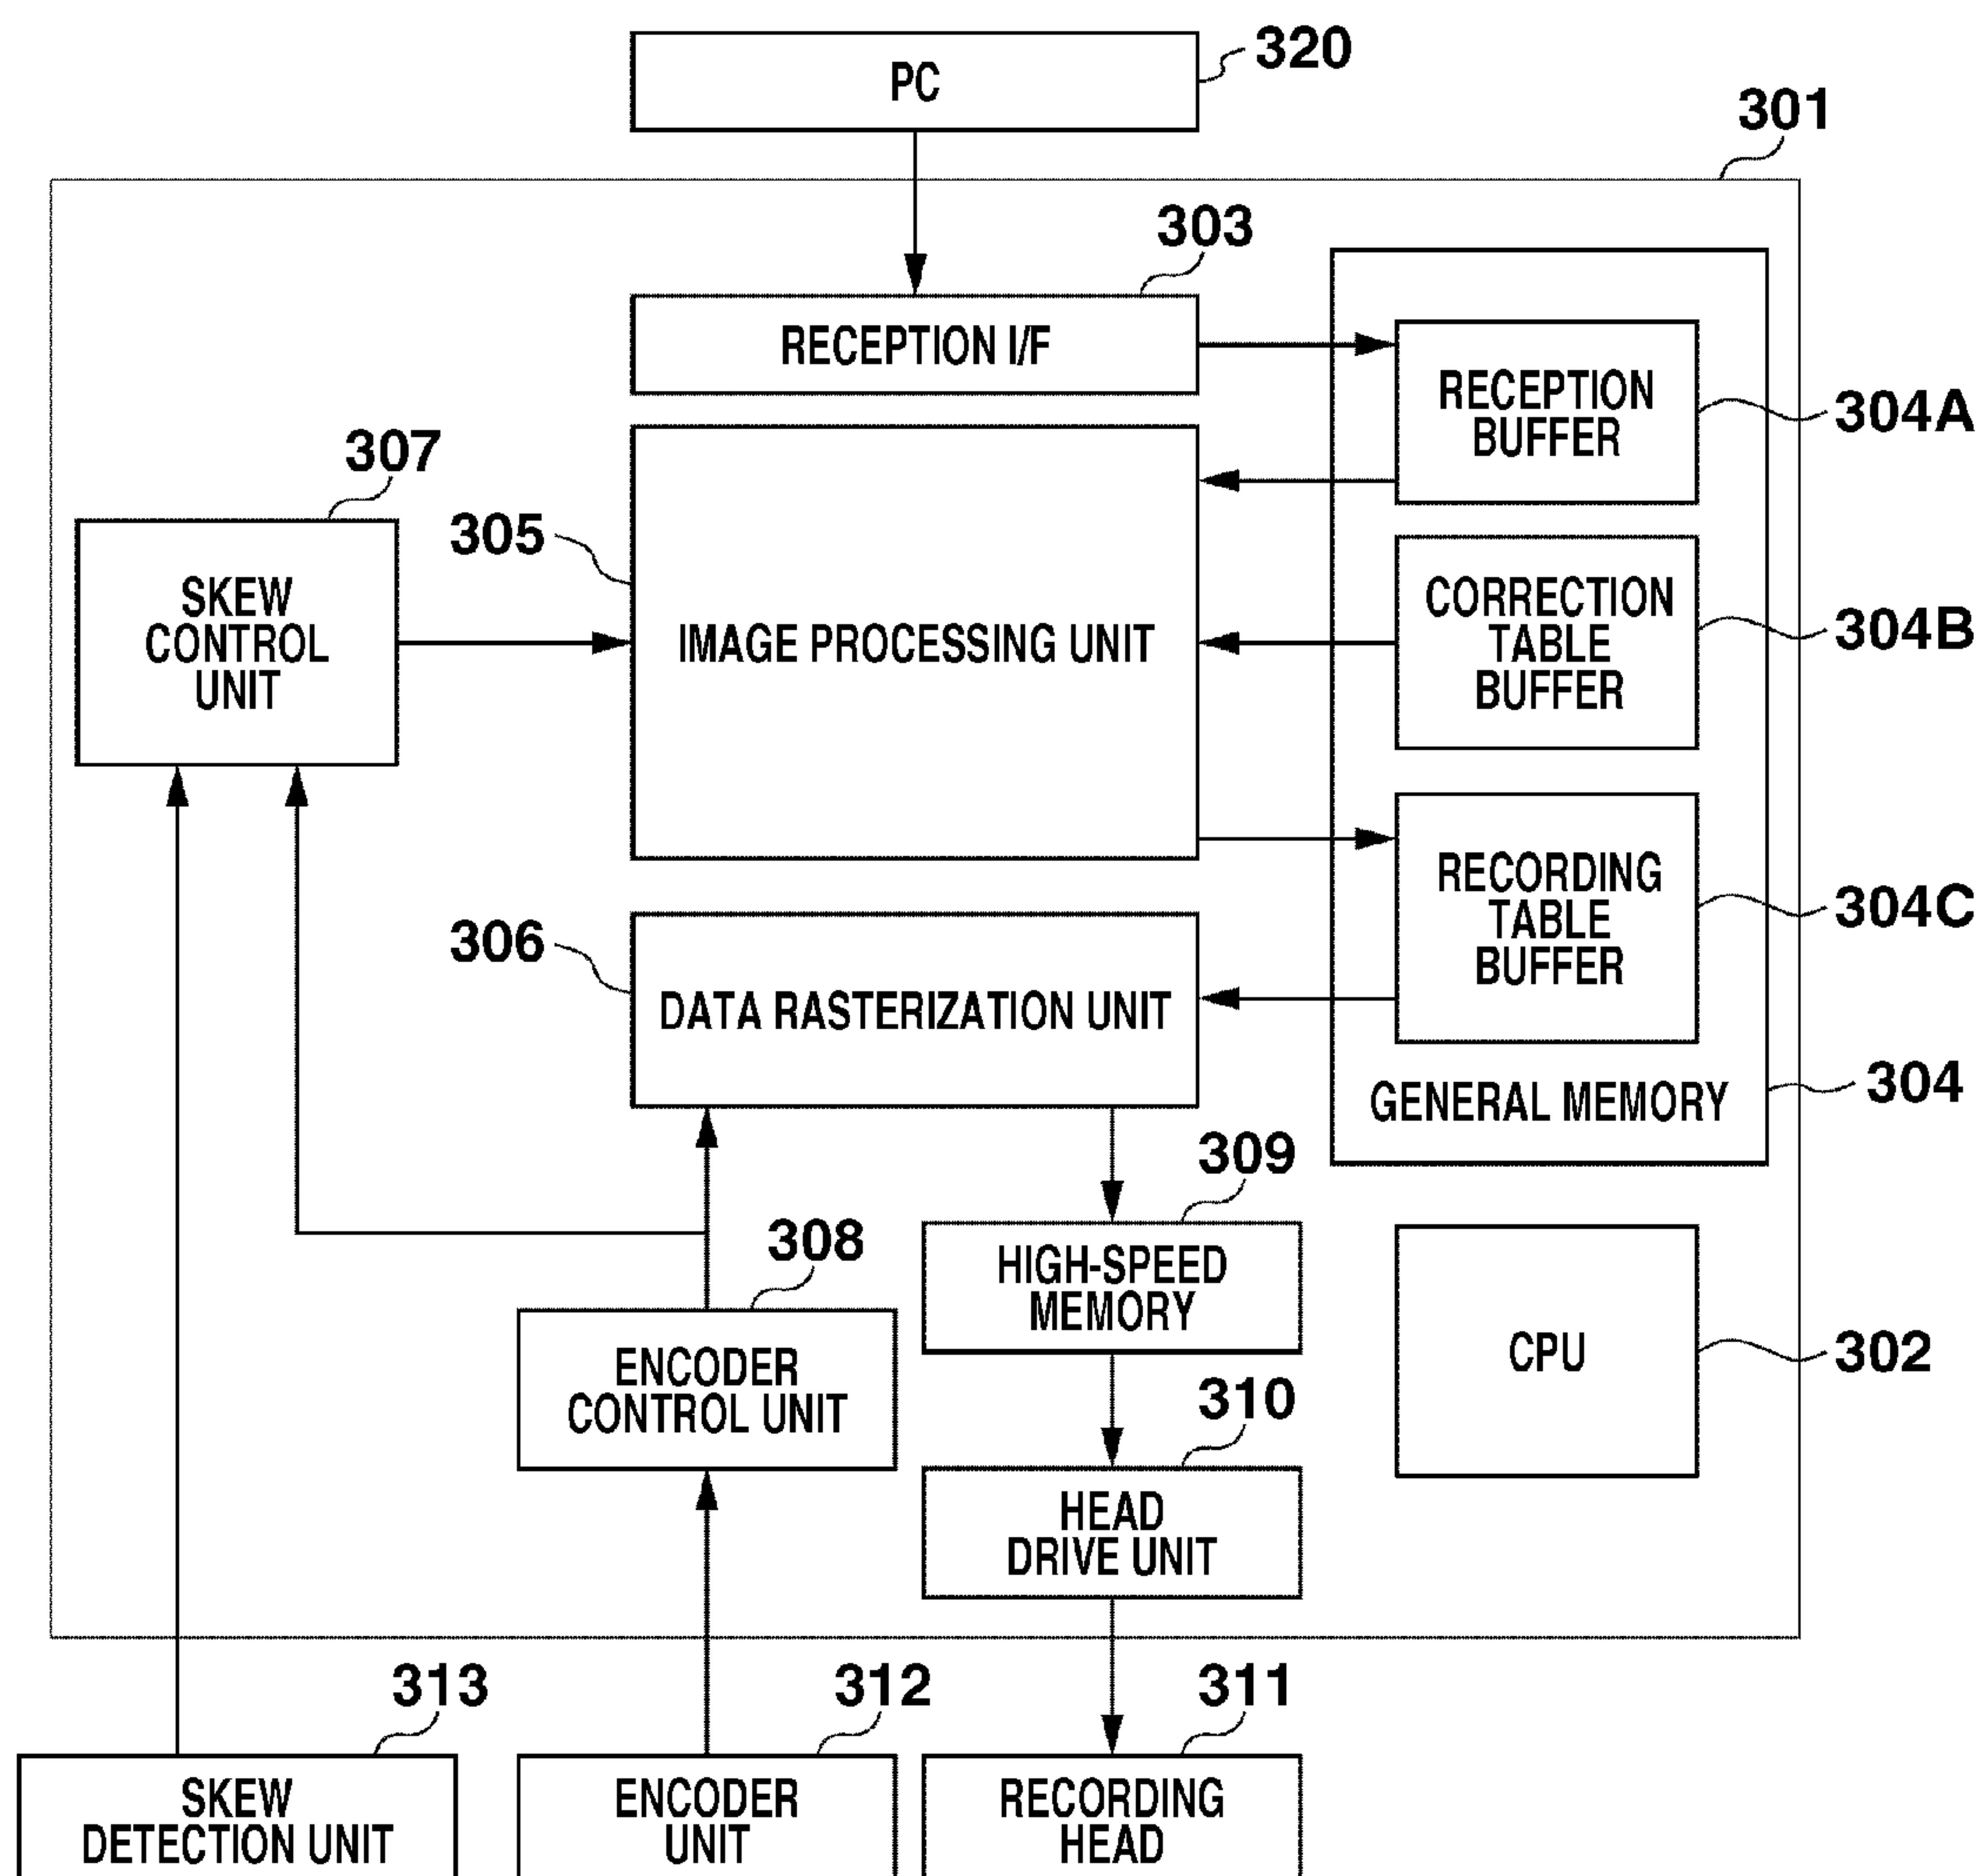 PC
320
301
303
RECEPTION I/F
RECEPTION
BUFFER
304A
307
305
SKEW
CONTROL
UNIT
IMAGE PROCESSING UNIT
CORRECTION
TABLE
BUFFER
304B
RECORDING
TABLE
BUFFER
304C
306
DATA RASTERIZATION UNIT
GENERAL MEMORY
304
309
308
HIGH-SPEED
MEMORY
ENCODER
CONTROL UNIT
CPU
302
310
HEAD
DRIVE UNIT
313
312
311
SKEW
DETECTION UNIT
ENCODER
UNIT
RECORDING
HEAD